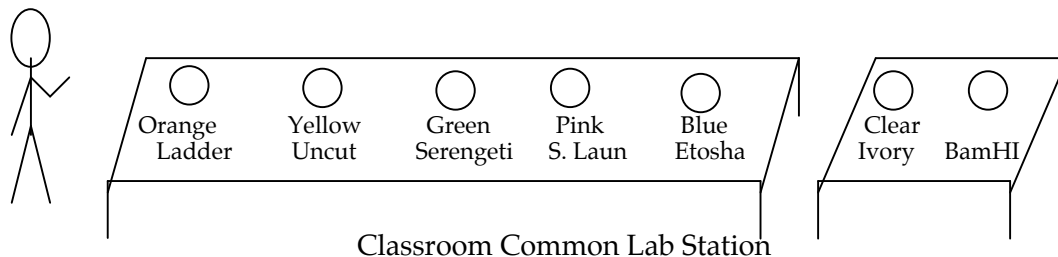 Orange Yellow Green Pink Blue Clear
Ladder Uncut Serengeti S. Laun Etosha Ivory BamHI
Classroom Common Lab Station